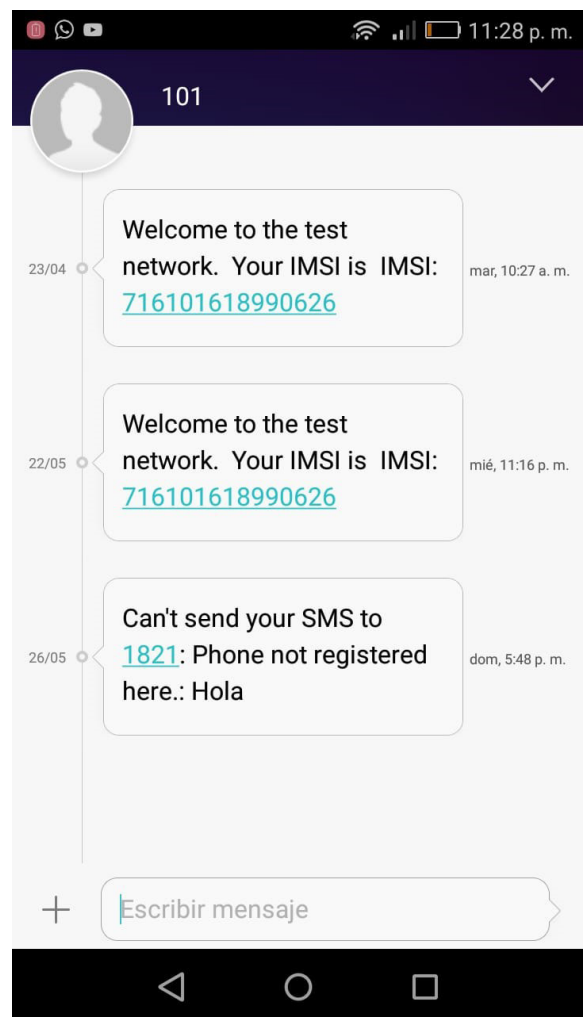 11:28 p. m.
101
Welcome to the test
23/04 network. Your IMSI is IMSI: mar, 10:27 a. m.
716101618990626
Welcome to the test
22/05 network. Your IMSI is IMSI: mié, 11:16 p. m.
716101618990626
Can't send your SMS to
26/05 1821: Phone not registered dom, 5:48 p. m.
here.: Hola
Escribir mensaje